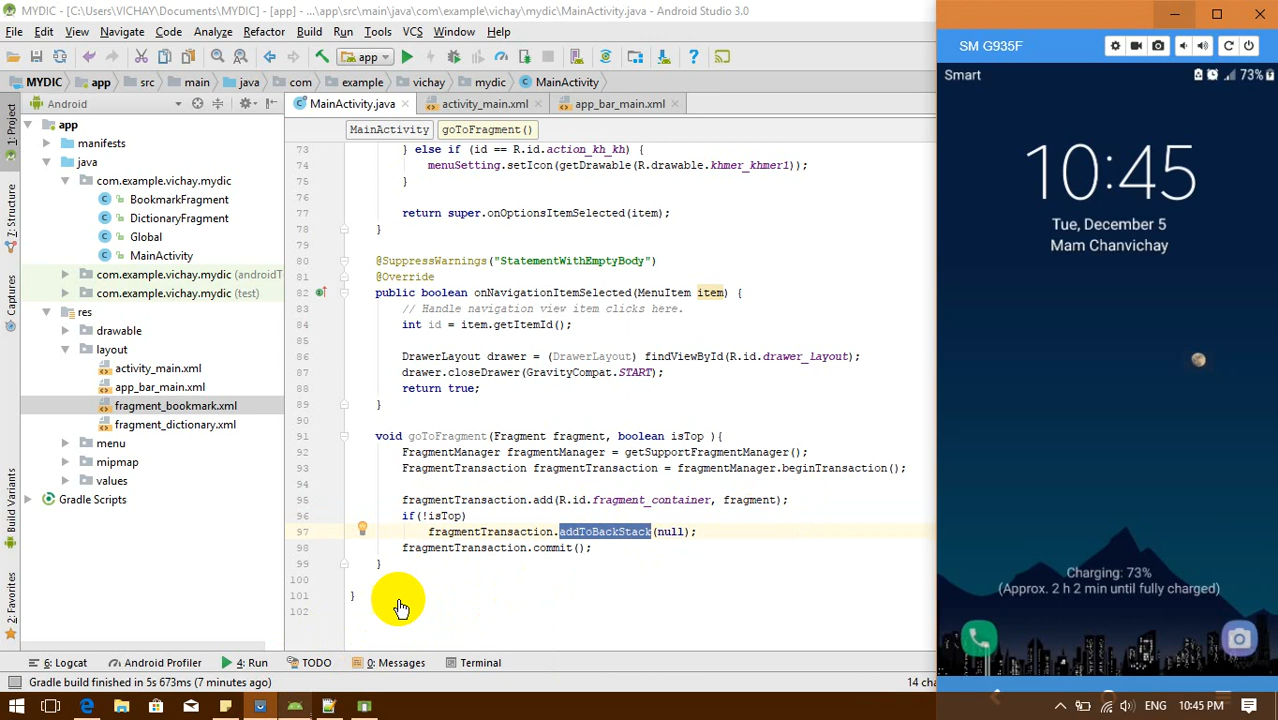 MYDIC - [C:\Users\VICHAY\Documents\MYDIC] - [app] - ...\app\src\main\java\com\example\vichay\mydic\MainActivity.java - Android Studio 3.0
File Edit View Navigate Code Analyze Refactor Build Run Tools VCS Window Help
app
MYDIC app src main java com example vichay mydic MainActivity
Android
MainActivity.java activity_main.xml app_bar_main.xml
MainActivity goToFragment()
1: Project
7: Structure
Captures
Build Variants
2: Favorites
app
manifests
java
com.example.vichay.mydic
BookmarkFragment
DictionaryFragment
Global
MainActivity
com.example.vichay.mydic (androidT
com.example.vichay.mydic (test)
res
drawable
layout
activity_main.xml
app_bar_main.xml
fragment_bookmark.xml
fragment_dictionary.xml
menu
mipmap
values
Gradle Scripts
73 } else if (id == R.id.action_kh_kh) {
74 menuSetting.setIcon(getDrawable(R.drawable.khmer_khmer1));
75 }
76
77 return super.onOptionsItemSelected(item);
78 }
79
80 @SuppressWarnings("StatementWithEmptyBody")
81 @Override
82 public boolean onNavigationItemSelected(MenuItem item) {
83 // Handle navigation view item clicks here.
84 int id = item.getItemId();
85
86 DrawerLayout drawer = (DrawerLayout) findViewById(R.id.drawer_layout);
87 drawer.closeDrawer(GravityCompat.START);
88 return true;
89 }
90
91 void goToFragment(Fragment fragment, boolean isTop ){
92 FragmentManager fragmentManager = getSupportFragmentManager();
93 FragmentTransaction fragmentTransaction = fragmentManager.beginTransaction();
95 fragmentTransaction.add(R.id.fragment_container, fragment);
96 if(!isTop)
97 fragmentTransaction.addToBackStack(null);
98 fragmentTransaction.commit();
99 }
100
101 }
102
6: Logcat Android Profiler 4: Run TODO 0: Messages Terminal
Gradle build finished in 5s 673ms (7 minutes ago)
14 cha
SM G935F
Smart 73%
10:45
Tue, December 5
Mam Chanvichay
Charging: 73%
(Approx. 2 h 2 min until fully charged)
ENG 10:45 PM